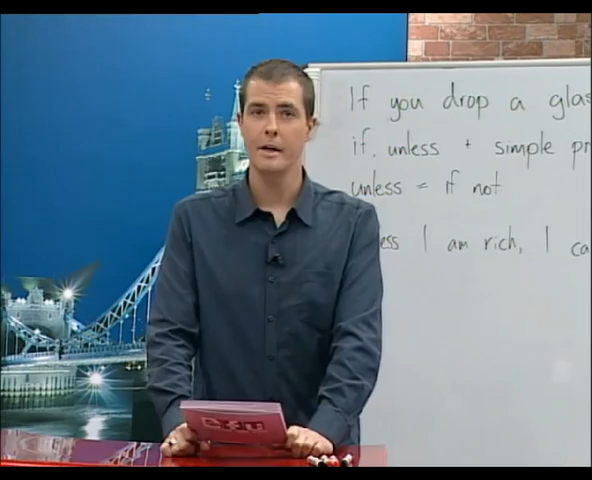 If you drop a glas
if, unless + simple pr
unless = if not
ess I am rich, I ca